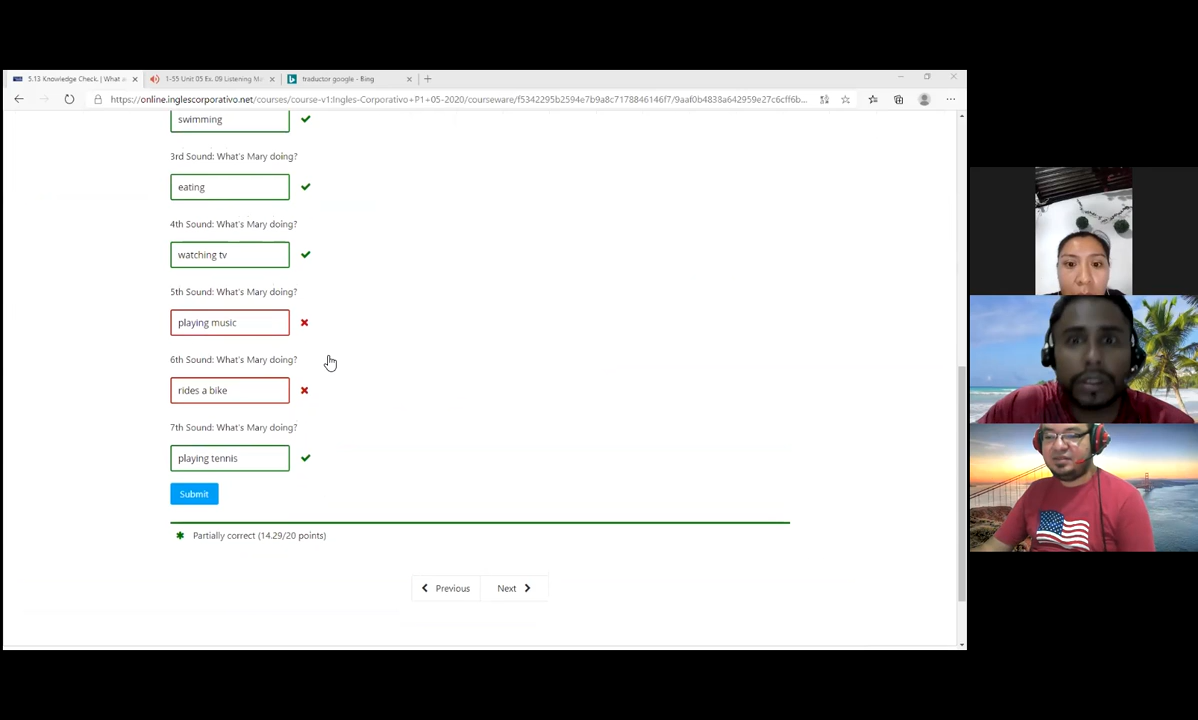 5.13 Knowledge Check. | What a
1-55 Unit 05 Ex. 09 Listening Ma
traductor google - Bing
https://online.inglescorporativo.net/courses/course-v1:Ingles-Corporativo+P1+05-2020/courseware/f5342295b2594e7b9a8c7178846146f7/9aaf0b4838a642959e27c6cff6b...
swimming
3rd Sound: What's Mary doing?
eating
4th Sound: What's Mary doing?
watching tv
5th Sound: What's Mary doing?
playing music
6th Sound: What's Mary doing?
rides a bike
7th Sound: What's Mary doing?
playing tennis
Submit
Partially correct (14.29/20 points)
Previous
Next